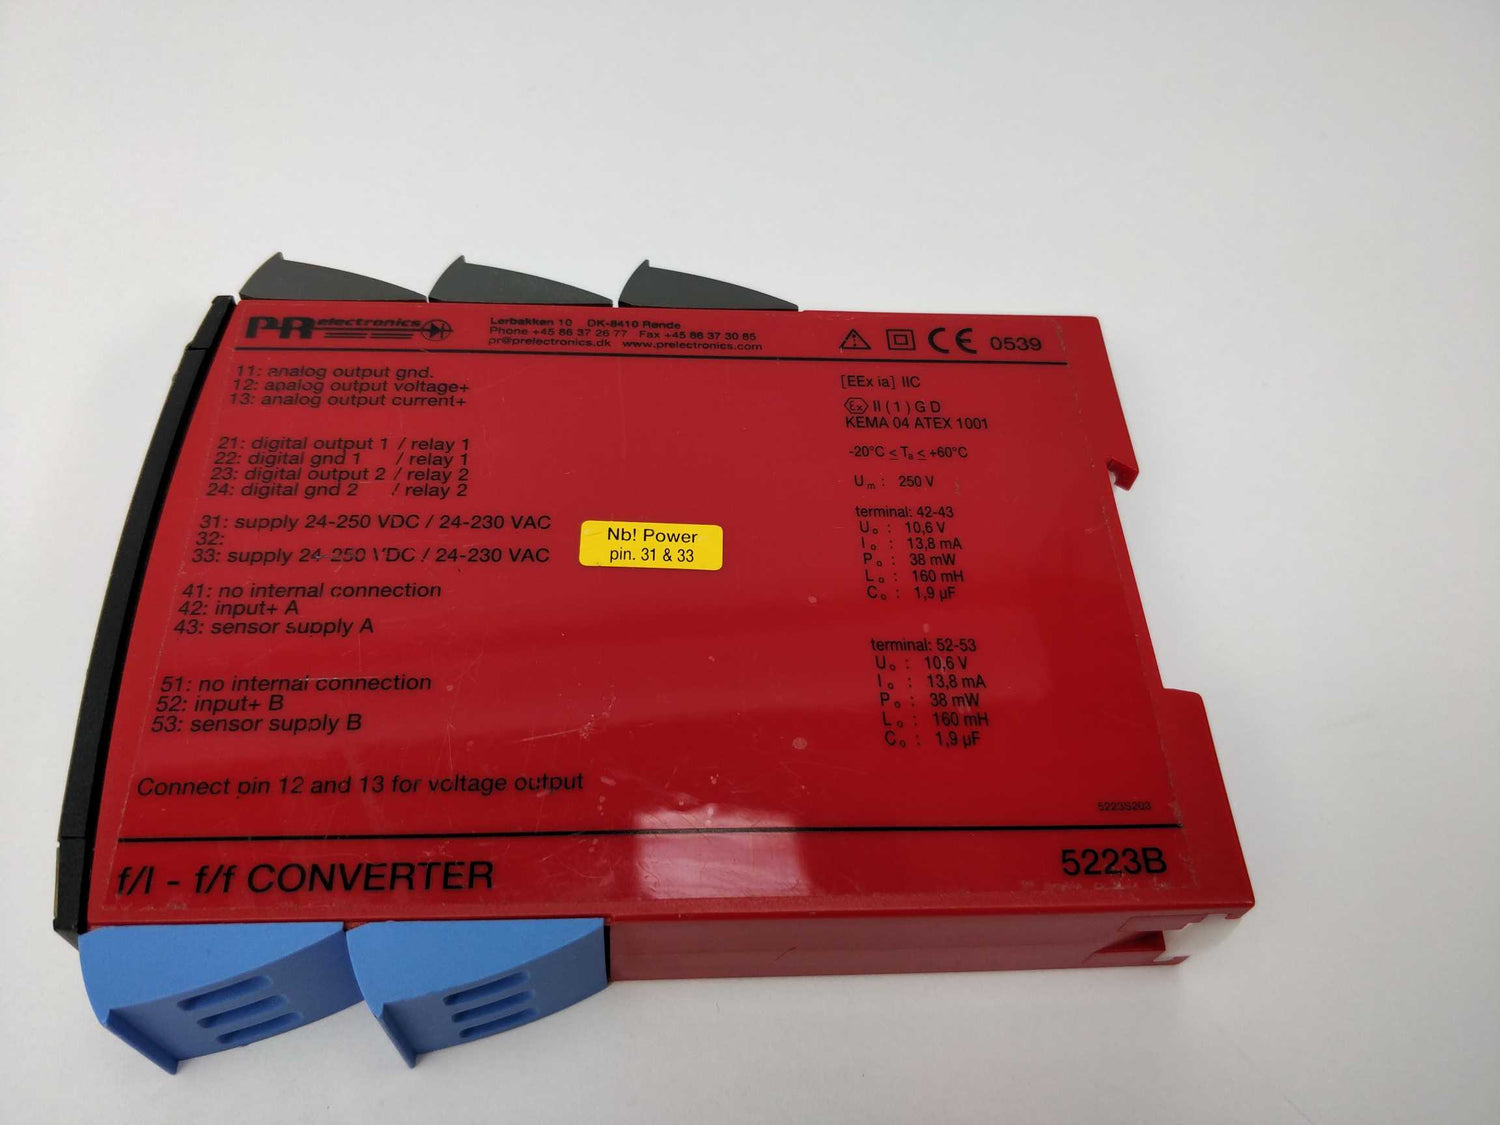 PR electronics
Lerbakken 10 DK-8410 Rønde
Phone +45 86 37 26 77 Fax +45 86 37 30 85
pr@prelectronics.dk www.prelectronics.com
CE 0539
11: analog output gnd.
12: analog output voltage+
13: analog output current+
21: digital output 1 / relay 1
22: digital gnd 1 / relay 1
23: digital output 2 / relay 2
24: digital gnd 2 / relay 2
31: supply 24-250 VDC / 24-230 VAC
32:
33: supply 24-250 VDC / 24-230 VAC
Nb! Power
pin. 31 & 33
41: no internal connection
42: input+ A
43: sensor supply A
51: no internal connection
52: input+ B
53: sensor supply B
Connect pin 12 and 13 for voltage output
[EEx ia] IIC
Ex II (1) G D
KEMA 04 ATEX 1001
-20°C ≤ Ta ≤ +60°C
Um : 250 V
terminal: 42-43
Uo : 10,6 V
Io : 13,8 mA
Po : 38 mW
Lo : 160 mH
Co : 1,9 µF
terminal: 52-53
Uo : 10,6 V
Io : 13,8 mA
Po : 38 mW
Lo : 160 mH
Co : 1,9 µF
5223S203
f/I - f/f CONVERTER
5223B